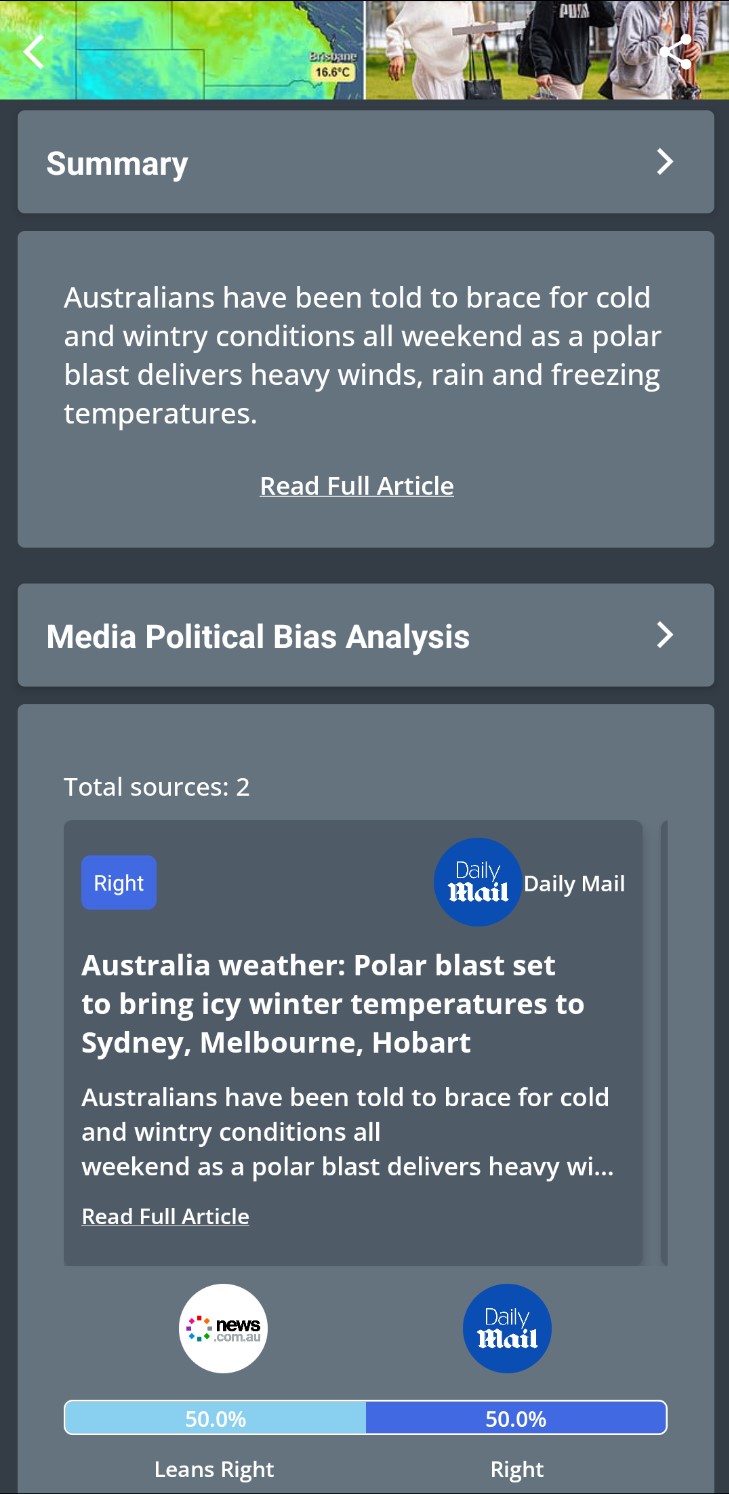 Brisbane
16.6°C
PUMA
Summary
Australians have been told to brace for cold
and wintry conditions all weekend as a polar
blast delivers heavy winds, rain and freezing
temperatures.
Read Full Article
Media Political Bias Analysis
Total sources: 2
Right
Daily
Mail
Daily Mail
Australia weather: Polar blast set
to bring icy winter temperatures to
Sydney, Melbourne, Hobart
Australians have been told to brace for cold
and wintry conditions all
weekend as a polar blast delivers heavy wi...
Read Full Article
news
.com.au
Daily
Mail
50.0%
50.0%
Leans Right
Right